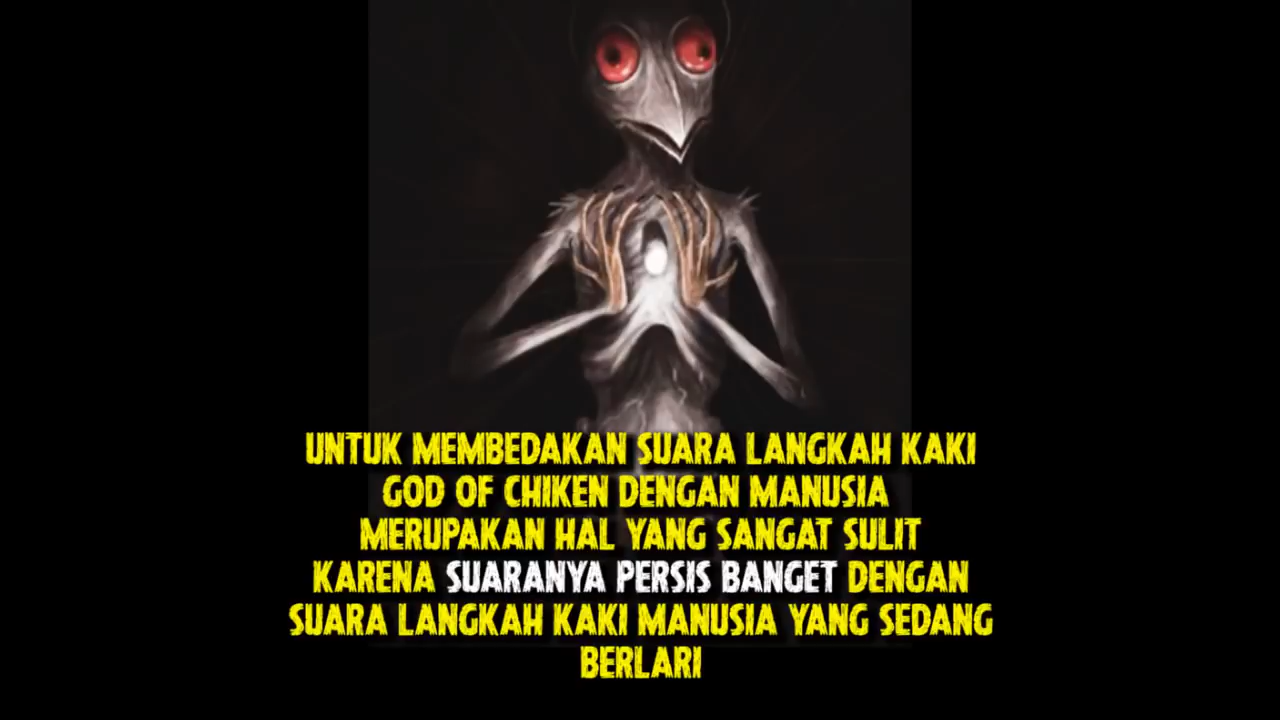 UNTUK MEMBEDAKAN SUARA LANGKAH KAKI
GOD OF CHIKEN DENGAN MANUSIA
MERUPAKAN HAL YANG SANGAT SULIT
KARENA SUARANYA PERSIS BANGET DENGAN
SUARA LANGKAH KAKI MANUSIA YANG SEDANG
BERLARI